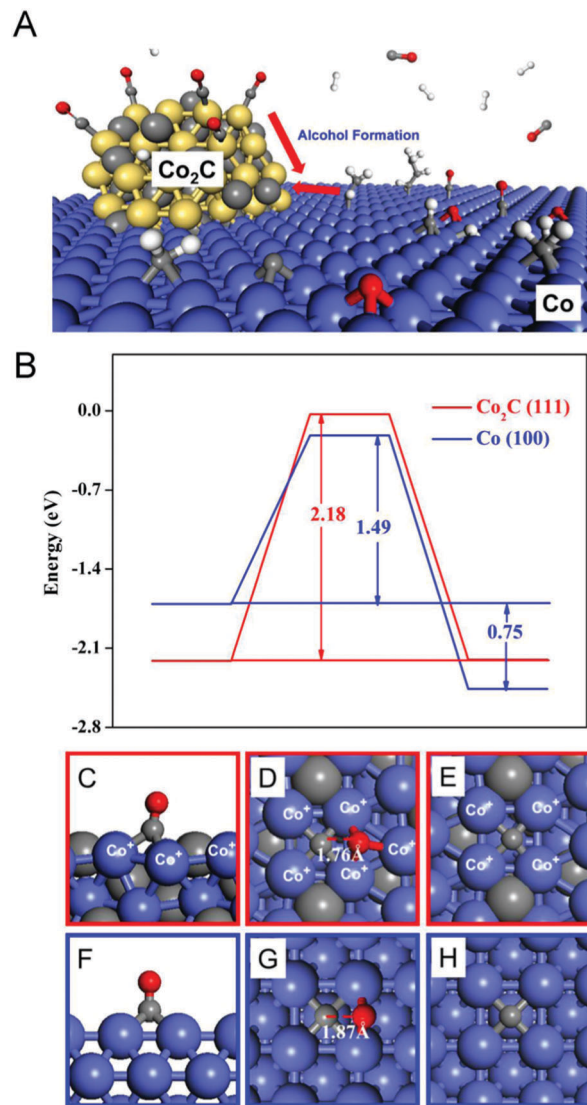 A
Co₂C
Alcohol Formation
Co
B
Energy (eV)
0.0
-0.7
-1.4
-2.1
-2.8
Co₂C (111)
Co (100)
2.18
1.49
0.75
C
Co⁺ Co⁺ Co⁺
D
Co⁺ Co⁺
1.76Å
Co⁺
Co⁺ Co⁺
E
Co⁺ Co⁺
Co⁺ Co⁺
F
G
1.87Å
H